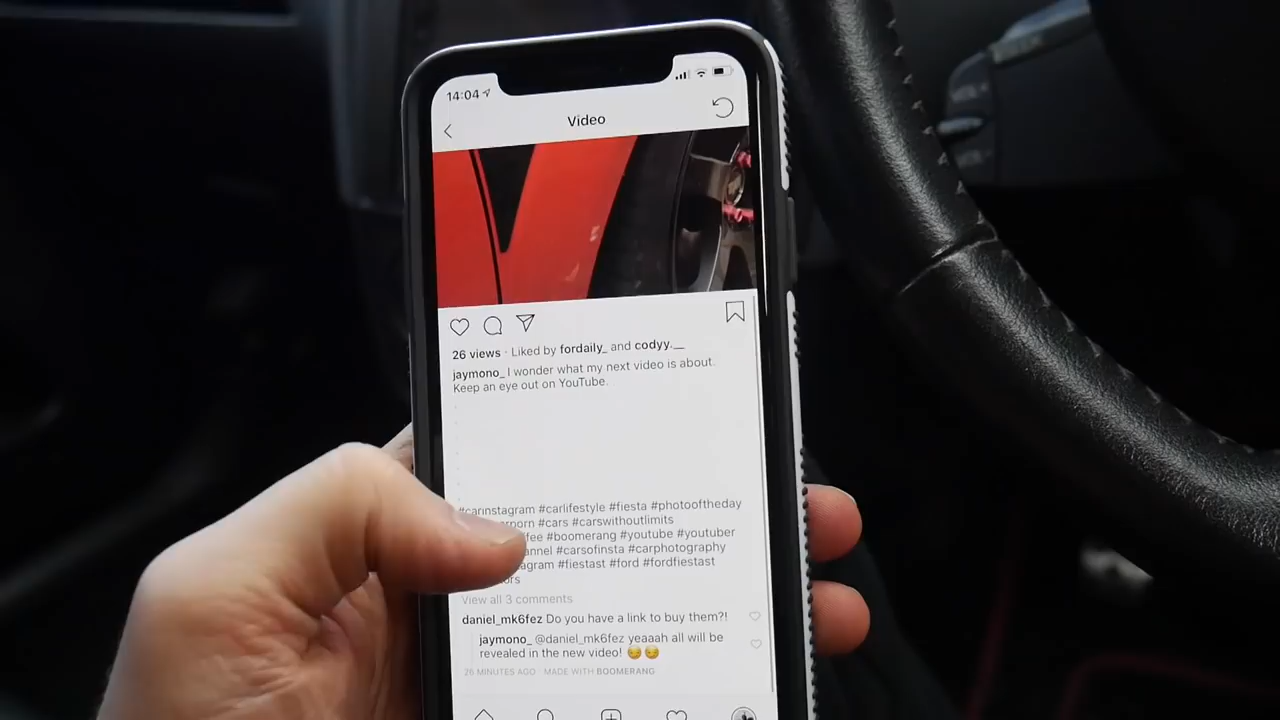 14:04
Video
26 views · Liked by fordaily_ and codyy.__
jaymono_ I wonder what my next video is about.
Keep an eye out on YouTube.
.
.
.
.
.
#carinstagram #carlifestyle #fiesta #photooftheday
#cars #carswithoutlimits
#boomerang #youtube #youtuber
#carsofinsta #carphotography
#fiestast #ford #fordfiestast
View all 3 comments
daniel_mk6fez Do you have a link to buy them?!
jaymono_ @daniel_mk6fez yeaaah all will be
revealed in the new video! 😏😏
26 MINUTES AGO · MADE WITH BOOMERANG